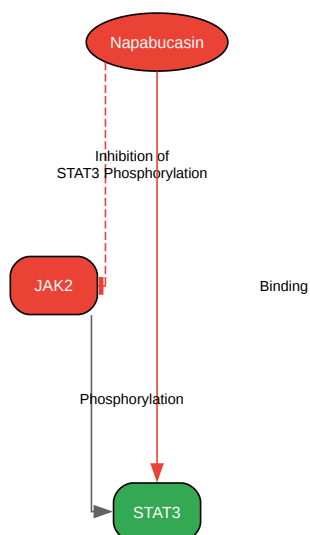 Napabucasin
Inhibition of
STAT3 Phosphorylation
JAK2
Binding
Phosphorylation
STAT3